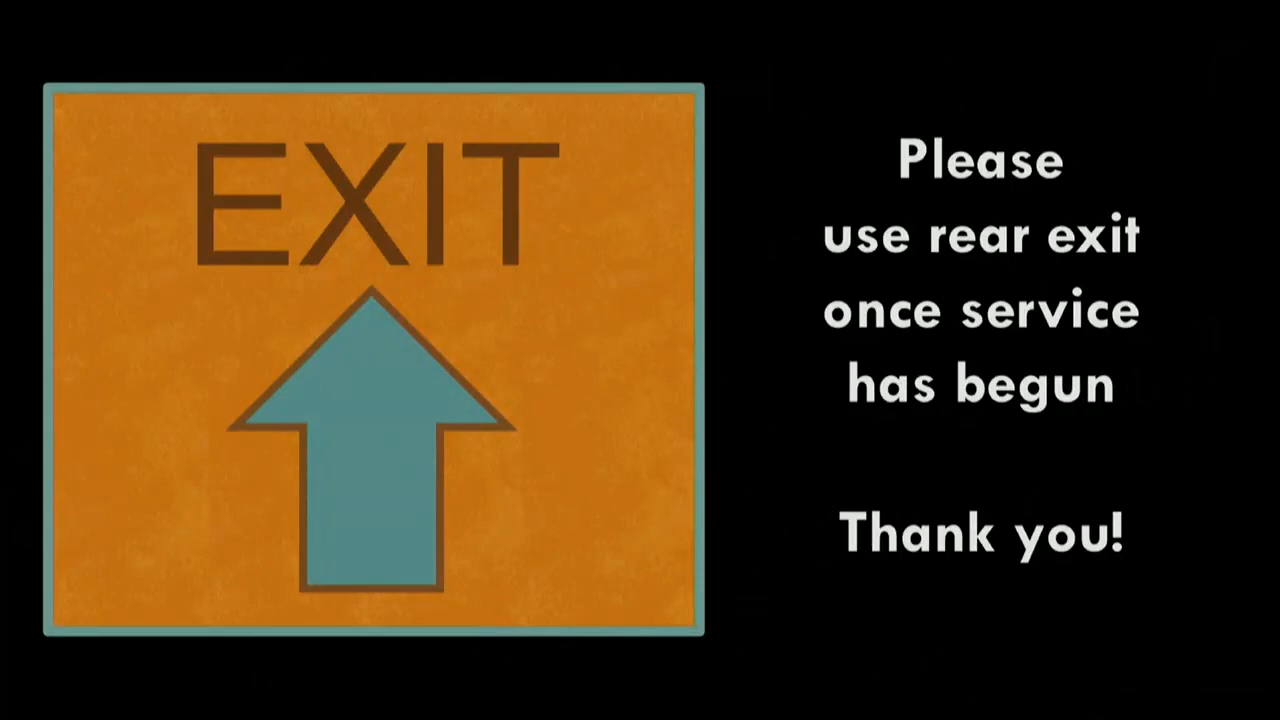 EXIT
Please
use rear exit
once service
has begun
Thank you!